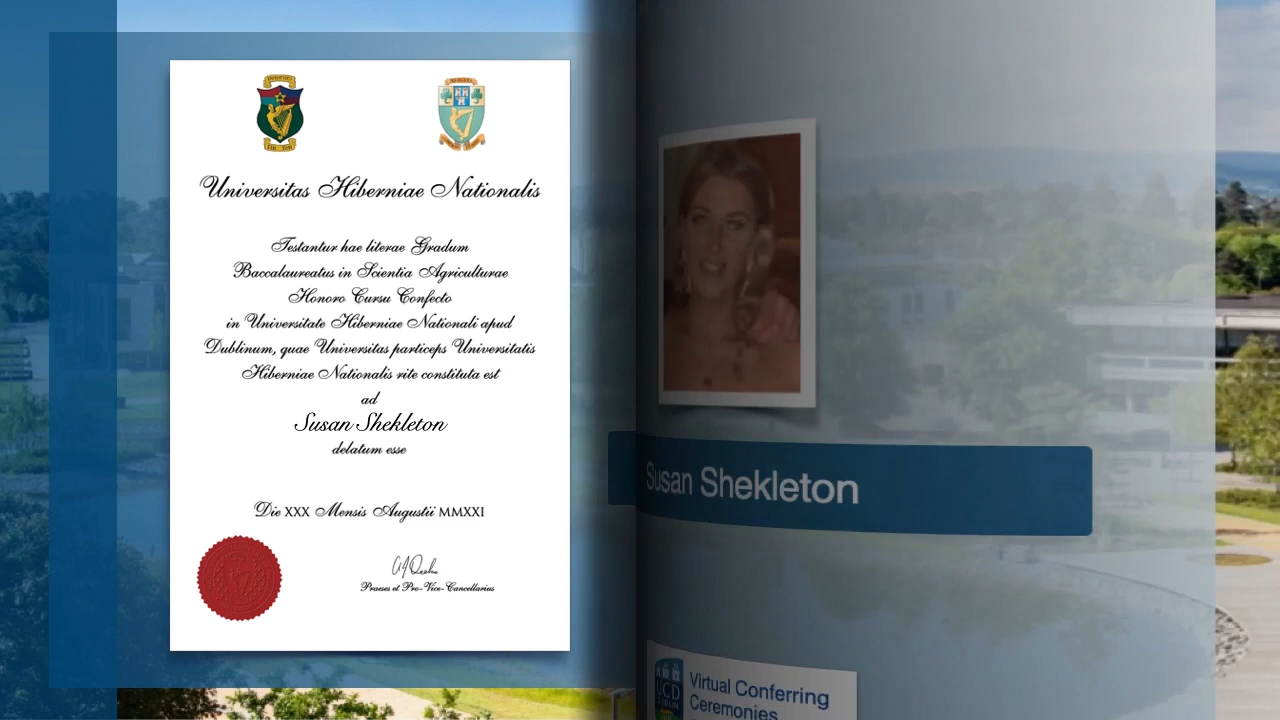 Universitas Hiberniae Nationalis
Testantur hae literae Gradum
Baccalaureatus in Scientia Agriculturae
Honoro Cursu Confecto
in Universitate Hiberniae Nationali apud
Dublinum, quae Universitas particeps Universitatis
Hiberniae Nationalis rite constituta est
ad
Susan Shekleton
delatum esse
Die XXX Mensis Augustii MMXXI
Praeses et Pro-Vice-Cancellarius
Susan Shekleton
UCD
DUBLIN
Virtual Conferring
Ceremonies